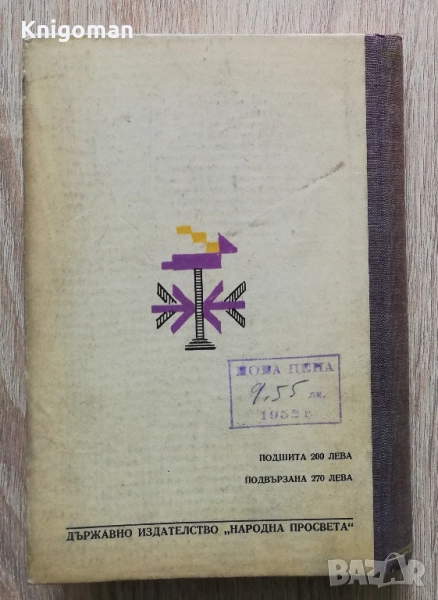 Knigoman
НОВА ЦЕНА
9.55 лв.
1952 г.
ПОДШИТА 200 ЛЕВА
ПОДВЪРЗАНА 270 ЛЕВА
ДЪРЖАВНО ИЗДАТЕЛСТВО „НАРОДНА ПРОСВЕТА“
BAZAR